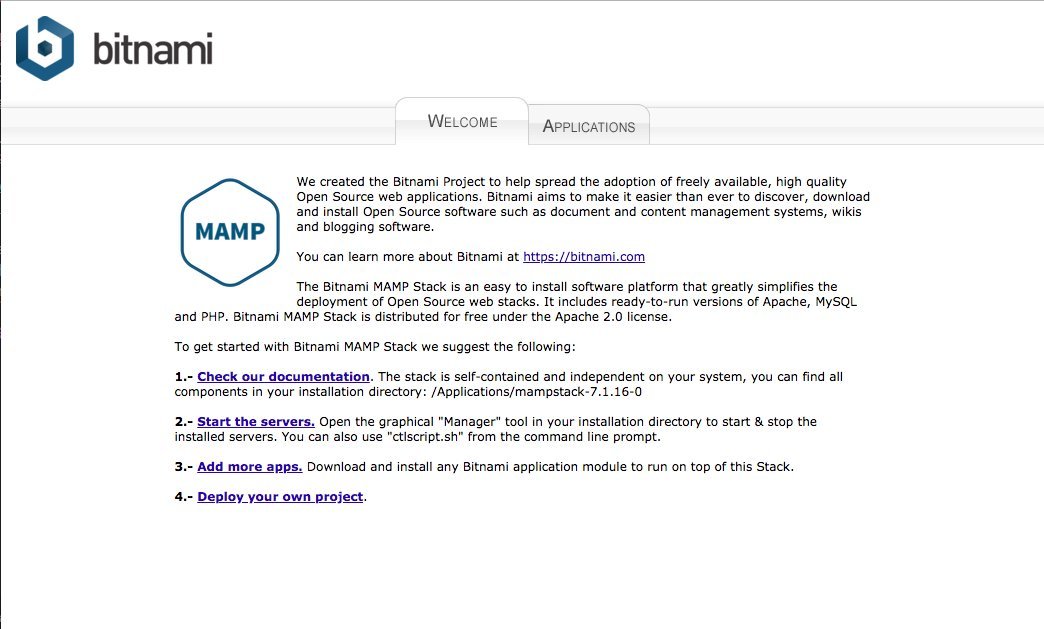 bitnami
Welcome
Applications
MAMP
We created the Bitnami Project to help spread the adoption of freely available, high quality
Open Source web applications. Bitnami aims to make it easier than ever to discover, download
and install Open Source software such as document and content management systems, wikis
and blogging software.
You can learn more about Bitnami at https://bitnami.com
The Bitnami MAMP Stack is an easy to install software platform that greatly simplifies the
deployment of Open Source web stacks. It includes ready-to-run versions of Apache, MySQL
and PHP. Bitnami MAMP Stack is distributed for free under the Apache 2.0 license.
To get started with Bitnami MAMP Stack we suggest the following:
1.- Check our documentation. The stack is self-contained and independent on your system, you can find all
components in your installation directory: /Applications/mampstack-7.1.16-0
2.- Start the servers. Open the graphical "Manager" tool in your installation directory to start & stop the
installed servers. You can also use "ctlscript.sh" from the command line prompt.
3.- Add more apps. Download and install any Bitnami application module to run on top of this Stack.
4.- Deploy your own project.